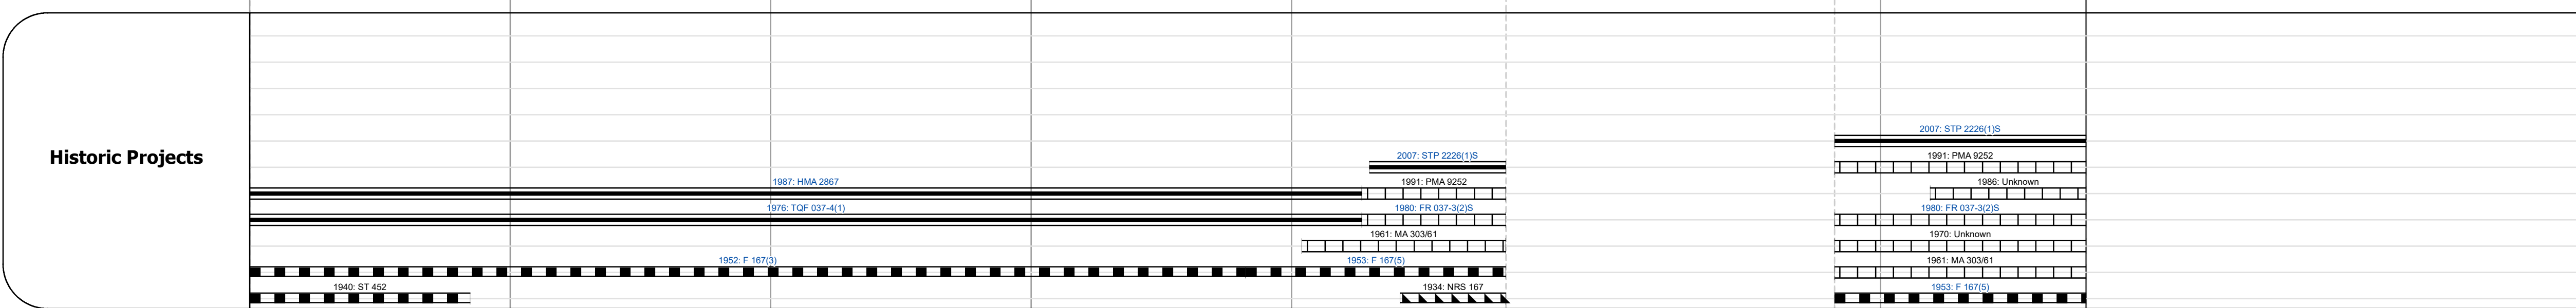 2007: STP 2226(1)S
2007: STP 2226(1)S
1991: PMA 9252
Historic Projects
1987: HMA 2867
1991: PMA 9252
1986: Unknown
1976: TQF 037-4(1)
1980: FR 037-3(2)S
1980: FR 037-3(2)S
1961: MA 303/61
1970: Unknown
1952: F 167(3)
1953: F 167(5)
1961: MA 303/61
1940: ST 452
1934: NRS 167
1953: F 167(5)